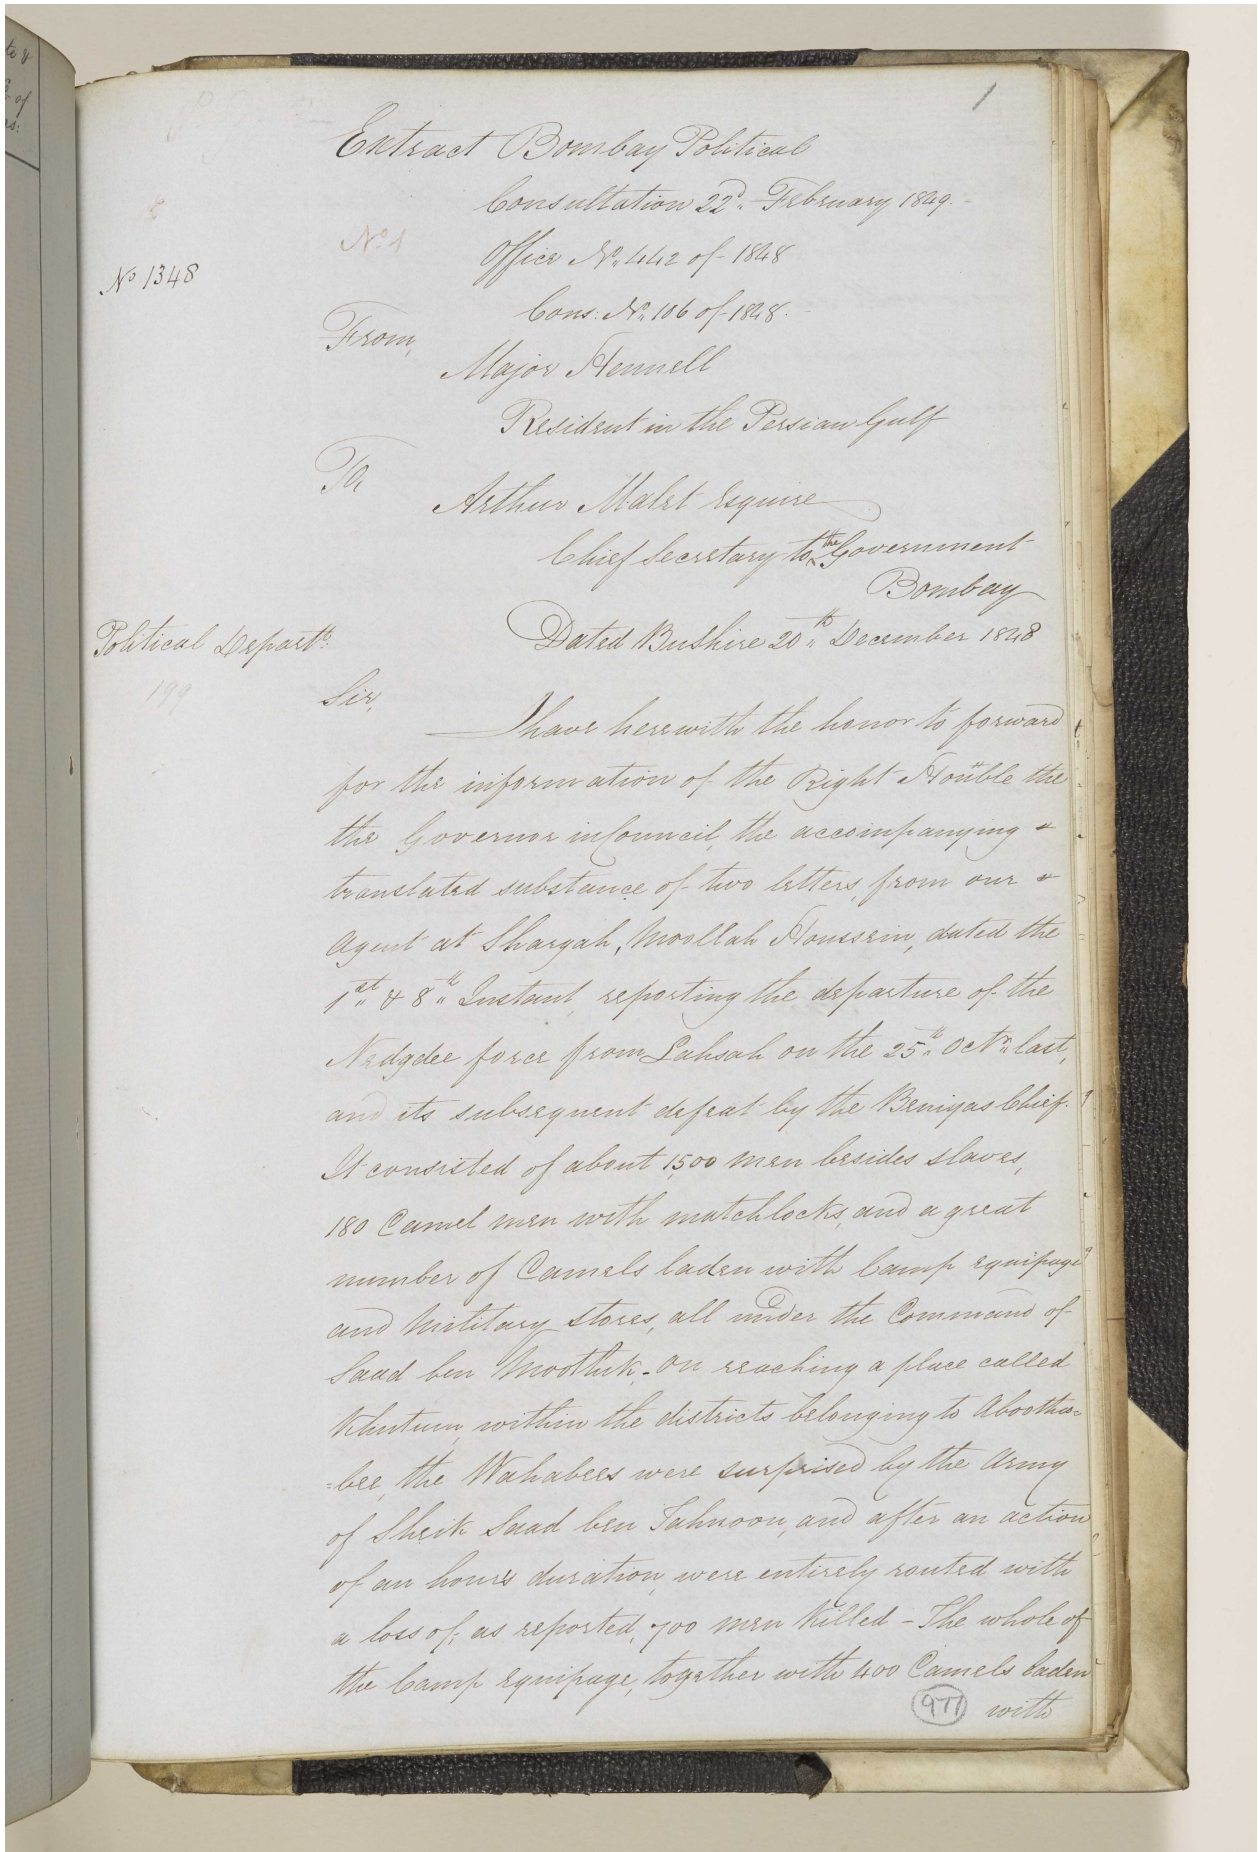 1
Extract Bombay Political
Consultation 22d. February 1849.
No 1
Office No. 442 of 1848
No 1348
Cons: No. 106 of 1848.
From,
Major Hennell
Resident in the Persian Gulf
To,
Arthur Malet Esquire
Chief Secretary to the Government
Bombay
Political Departt:
Dated Bushire 20th December 1848
199
Sir,
I have herewith the honor to forward
for the information of the Right Honble the
the Governor in Council, the accompanying
translated substance of two letters, from our
Agent at Shargah, Moollah Houssein, dated the
1st & 8th Instant, reporting the departure of the
Nedgdee force from Lahsah on the 25th Octr. last,
and its subsequent defeat by the Beniyas Chief.
It consisted of about 1500 men besides slaves,
180 Camel men with matchlocks, and a great
number of Camels laden with Camp equipage
and Military stores, all under the Command of
Saad ben Mootluk - On reaching a place called
Khutum, within the districts belonging to Abootha=
=bee, the Wahabees were surprised by the Army
of Sheik Saad ben Tahnoon, and after an action
of an hours duration, were entirely routed with
a loss of, as reported, 700 men killed - The whole of
the Camp equipage, together with 400 Camels laden
977
with